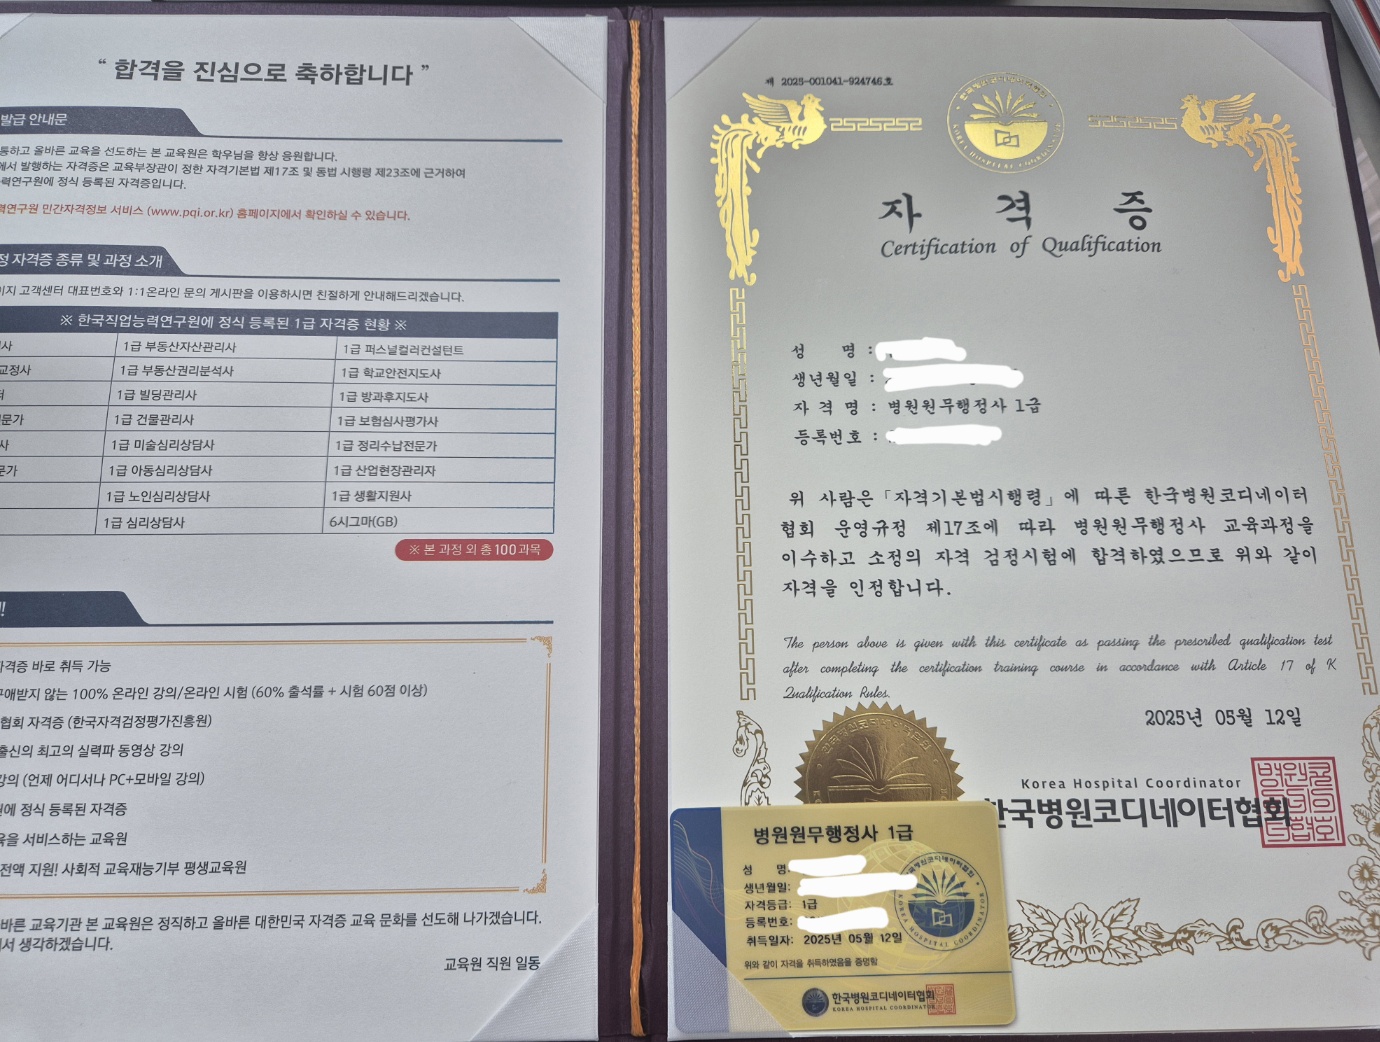 “ 합격을 진심으로 축하합니다 ”
발급 안내문
통하고 올바른 교육을 선도하는 본 교육원은 학우님을 항상 응원합니다.
에서 발행하는 자격증은 교육부장관이 정한 자격기본법 제17조 및 동법 시행령 제23조에 근거하여
력연구원에 정식 등록된 자격증입니다.
력연구원 민간자격정보 서비스 (www.pqi.or.kr) 홈페이지에서 확인하실 수 있습니다.
정 자격증 종류 및 과정 소개
이지 고객센터 대표번호와 1:1온라인 문의 게시판을 이용하시면 친절하게 안내해드리겠습니다.
※ 한국직업능력연구원에 정식 등록된 1급 자격증 현황 ※
사 1급 부동산자산관리사 1급 퍼스널컬러컨설턴트
교정사 1급 부동산권리분석사 1급 학교안전지도사
1급 빌딩관리사 1급 방과후지도사
문가 1급 건물관리사 1급 보험심사평가사
사 1급 미술심리상담사 1급 정리수납전문가
문가 1급 아동심리상담사 1급 산업현장관리자
1급 노인심리상담사 1급 생활지원사
1급 심리상담사 6시그마(GB)
※ 본 과정 외 총 100과목
자격증 바로 취득 가능
구애받지 않는 100% 온라인 강의/온라인 시험 (60% 출석률 + 시험 60점 이상)
협회 자격증 (한국자격검정평가진흥원)
출신의 최고의 실력파 동영상 강의
강의 (언제 어디서나 PC+모바일 강의)
원에 정식 등록된 자격증
육을 서비스하는 교육원
전액 지원! 사회적 교육재능기부 평생교육원
바른 교육기관 본 교육원은 정직하고 올바른 대한민국 자격증 교육 문화를 선도해 나가겠습니다.
서 생각하겠습니다.
교육원 직원 일동
제 2025-001041-924746호
자 격 증
Certification of Qualification
성 명 :
생년월일 :
자 격 명 : 병원원무행정사 1급
등록번호 :
위 사람은 「자격기본법시행령」에 따른 한국병원코디네이터
협회 운영규정 제17조에 따라 병원원무행정사 교육과정을
이수하고 소정의 자격 검정시험에 합격하였으므로 위와 같이
자격을 인정합니다.
The person above is given with this certificate as passing the prescribed qualification test
after completing the certification training course in accordance with Article 17 of K
Qualification Rules.
2025년 05월 12일
Korea Hospital Coordinator
한국병원코디네이터협회
병원원무행정사 1급
성 명:
생년월일:
자격등급: 1급
등록번호:
취득일자: 2025년 05월 12일
위와 같이 자격을 취득하였음을 증명함
한국병원코디네이터협회
KOREA HOSPITAL COORDINATOR